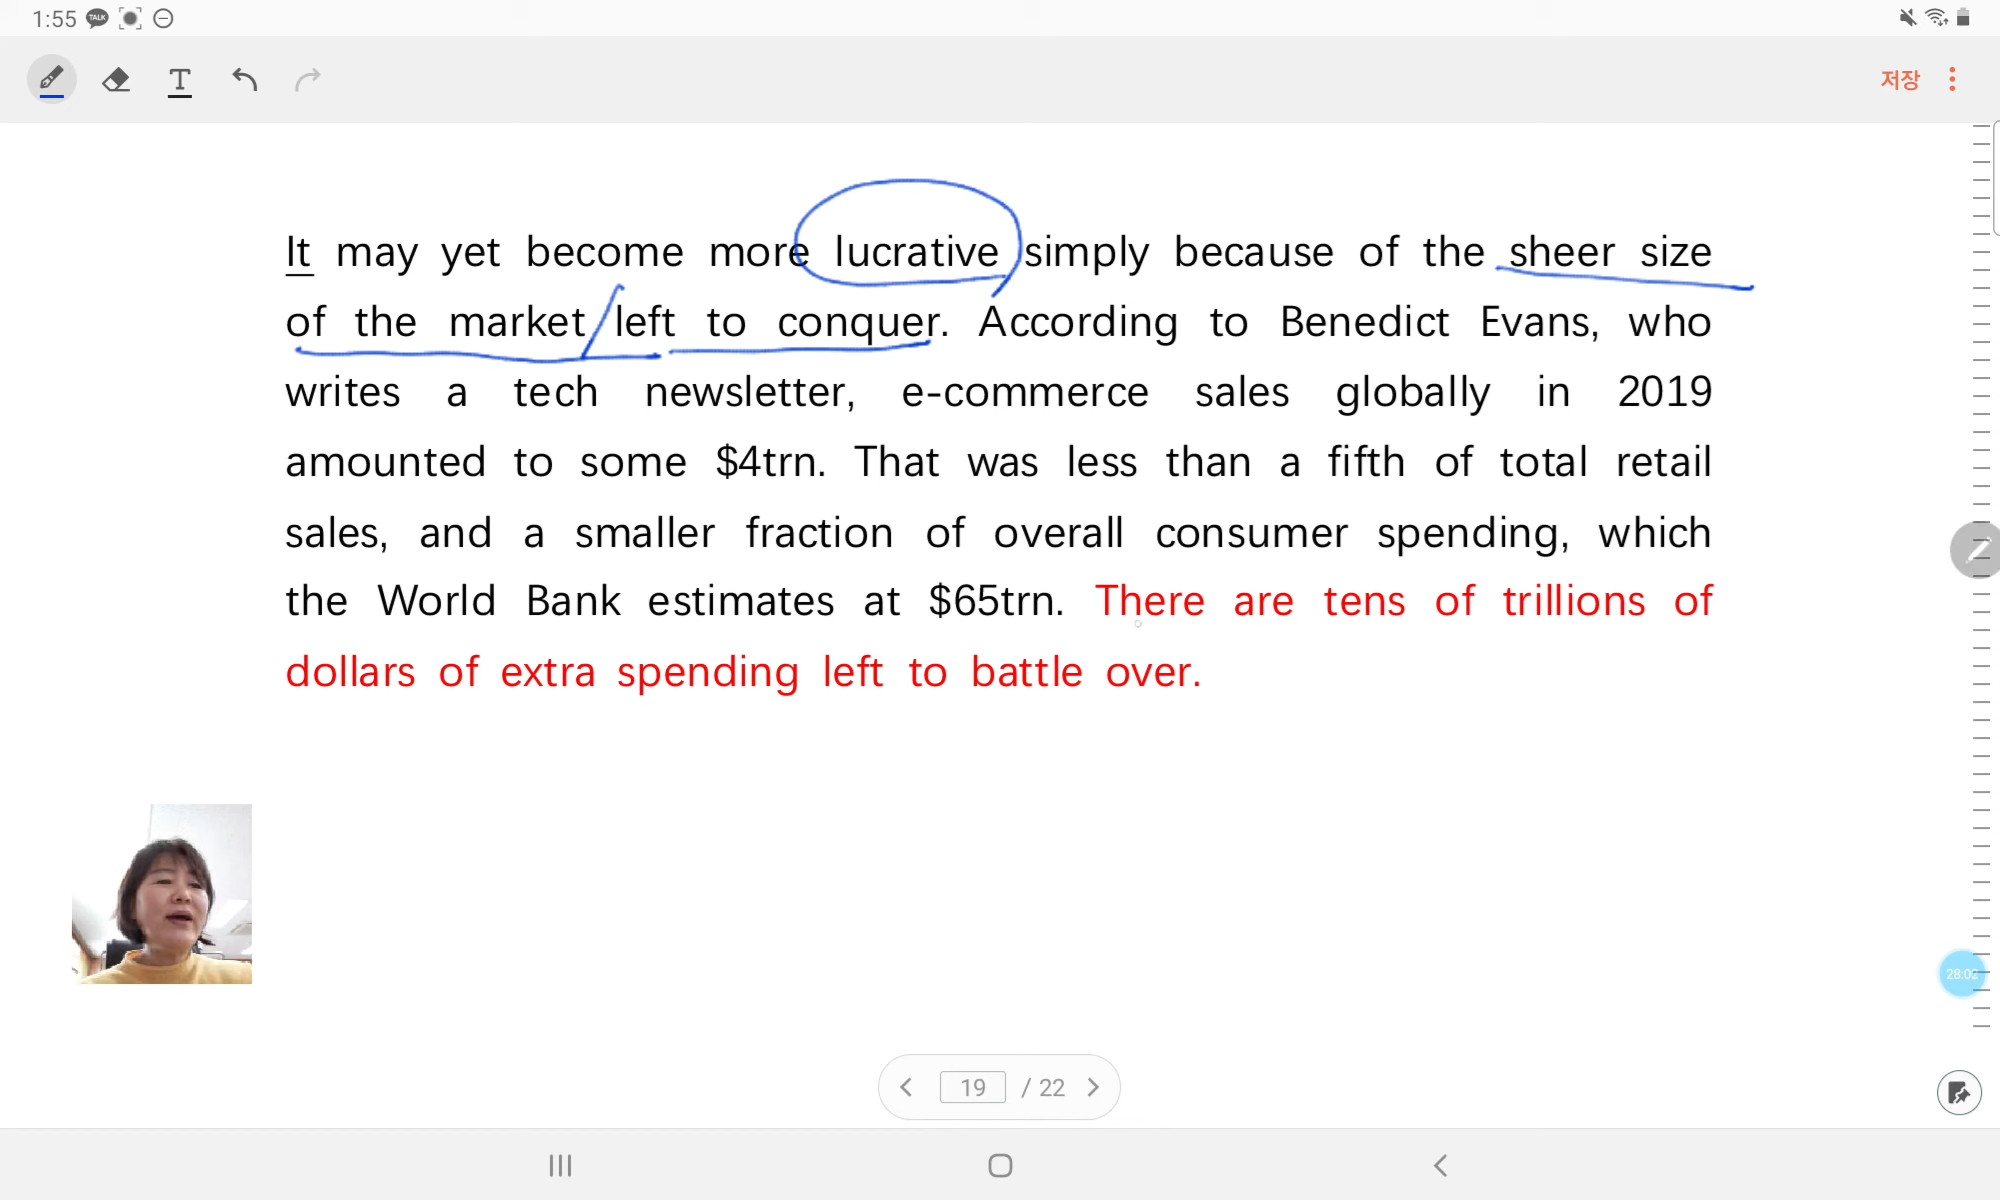 1:55 TALK
저장
It may yet become more lucrative simply because of the sheer size
of the market left to conquer. According to Benedict Evans, who
writes a tech newsletter, e-commerce sales globally in 2019
amounted to some $4trn. That was less than a fifth of total retail
sales, and a smaller fraction of overall consumer spending, which
the World Bank estimates at $65trn. There are tens of trillions of
dollars of extra spending left to battle over.
28:02
19 / 22